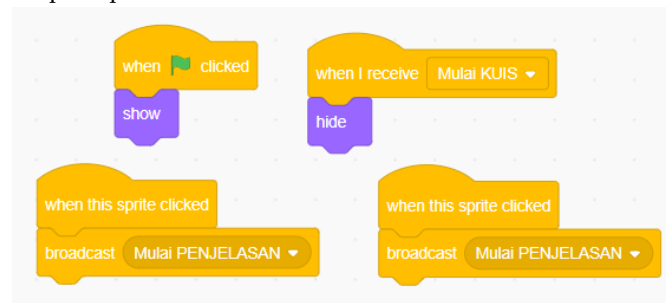 when clicked
show
when I receive Mulai KUIS
hide
when this sprite clicked
broadcast Mulai PENJELASAN
when this sprite clicked
broadcast Mulai PENJELASAN